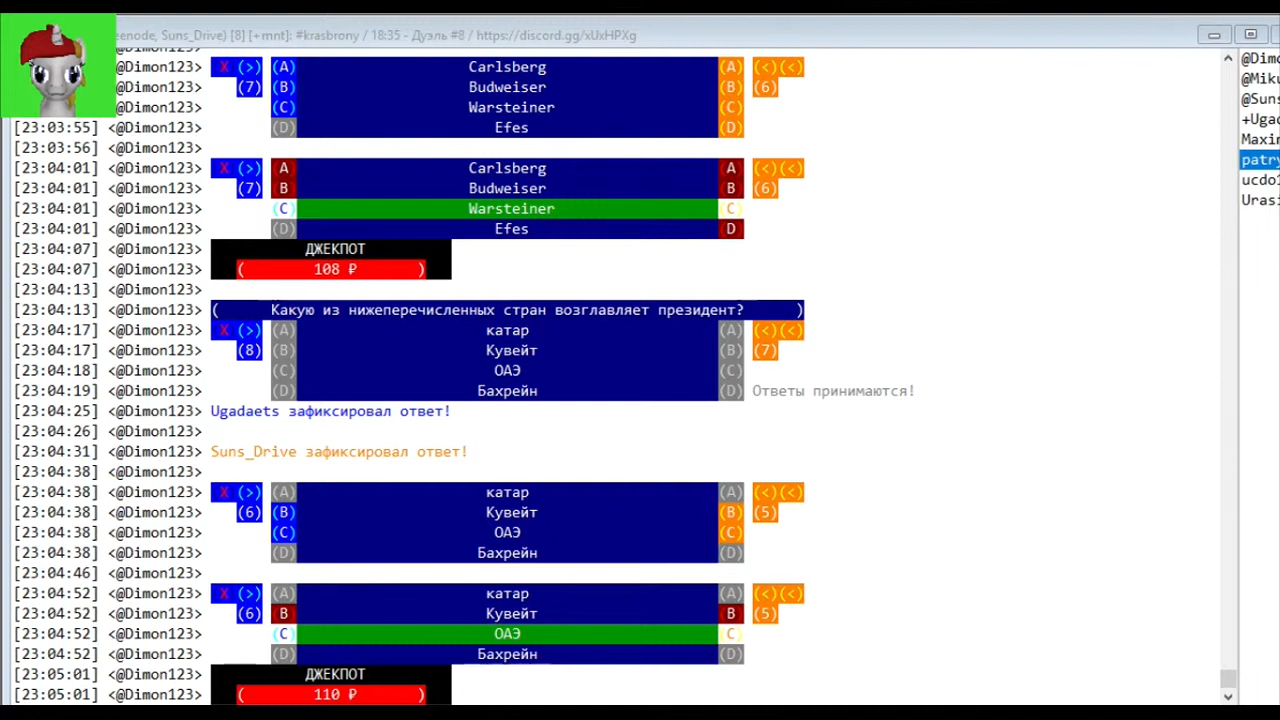 eenode, Suns_Drive) [8] [+mnt]: #krasbrony / 18:35 - Дуэль #8 / https://discord.gg/xUxHPXg
@Dimon123> X (>) (A) Carlsberg (A) (<)(<)
@Dimon123> (7) (B) Budweiser (B) (6)
@Dimon123> (C) Warsteiner (C)
[23:03:55] <@Dimon123> (D) Efes (D)
[23:03:56] <@Dimon123>
[23:04:01] <@Dimon123> X (>) A Carlsberg A (<)(<)
[23:04:01] <@Dimon123> (7) B Budweiser B (6)
[23:04:01] <@Dimon123> (C) Warsteiner (C)
[23:04:01] <@Dimon123> (D) Efes D
[23:04:07] <@Dimon123> ДЖЕКПОТ
[23:04:07] <@Dimon123> ( 108 ₽ )
[23:04:13] <@Dimon123>
[23:04:13] <@Dimon123> ( Какую из нижеперечисленных стран возглавляет президент? )
[23:04:17] <@Dimon123> X (>) (A) катар (A) (<)(<)
[23:04:17] <@Dimon123> (8) (B) Кувейт (B) (7)
[23:04:18] <@Dimon123> (C) ОАЭ (C)
[23:04:19] <@Dimon123> (D) Бахрейн (D) Ответы принимаются!
[23:04:25] <@Dimon123> Ugadaets зафиксировал ответ!
[23:04:26] <@Dimon123>
[23:04:31] <@Dimon123> Suns_Drive зафиксировал ответ!
[23:04:38] <@Dimon123>
[23:04:38] <@Dimon123> X (>) (A) катар (A) (<)(<)
[23:04:38] <@Dimon123> (6) (B) Кувейт (B) (5)
[23:04:38] <@Dimon123> (C) ОАЭ (C)
[23:04:38] <@Dimon123> (D) Бахрейн (D)
[23:04:46] <@Dimon123>
[23:04:52] <@Dimon123> X (>) (A) катар (A) (<)(<)
[23:04:52] <@Dimon123> (6) (B Кувейт B (5)
[23:04:52] <@Dimon123> (C) ОАЭ (C)
[23:04:52] <@Dimon123> (D) Бахрейн (D)
[23:05:01] <@Dimon123> ДЖЕКПОТ
[23:05:01] <@Dimon123> ( 110 ₽ )
@Dimo
@Miku
@Suns
+Ugad
Maxim
patry
ucdo1
Urasi